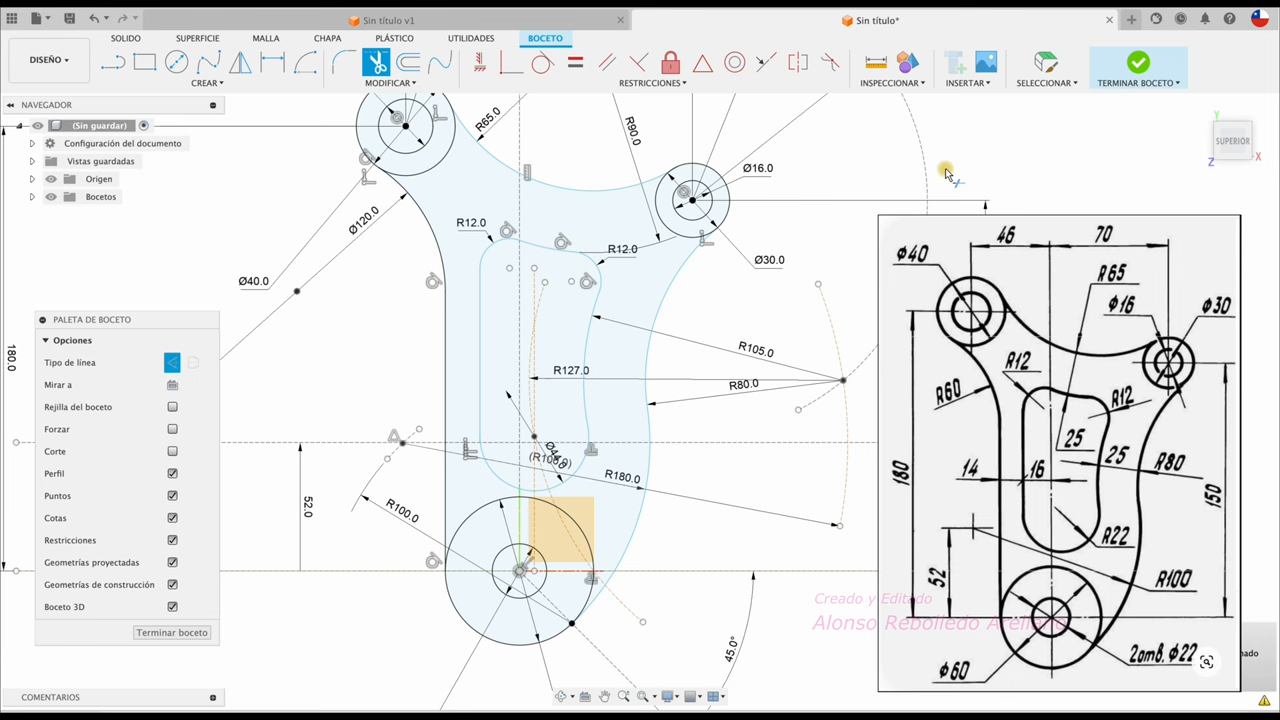 Sin título v1
Sin título*
DISEÑO
SÓLIDO
SUPERFICIE
MALLA
CHAPA
PLÁSTICO
UTILIDADES
BOCETO
CREAR
MODIFICAR
RESTRICCIONES
INSPECCIONAR
INSERTAR
SELECCIONAR
TERMINAR BOCETO
NAVEGADOR
(Sin guardar)
Configuración del documento
Vistas guardadas
Origen
Bocetos
SUPERIOR
Y
X
Z
R65.0
R90.0
Ø16.0
Ø120.0
R12.0
R12.0
Ø30.0
Ø40.0
180.0
R105.0
R127.0
R80.0
R180.0
R100.0
52.0
45.0°
PALETA DE BOCETO
Opciones
Tipo de línea
Mirar a
Rejilla del boceto
Forzar
Corte
Perfil
Puntos
Cotas
Restricciones
Geometrías proyectadas
Geometrías de construcción
Boceto 3D
Terminar boceto
COMENTARIOS
46
70
ϕ40
R65
ϕ16
ϕ30
R12
R60
R12
25
25
R80
180
14
16
150
R22
52
R100
2отв. ϕ22
ϕ60
Creado y Editado
Alonso Rebolledo Arellano